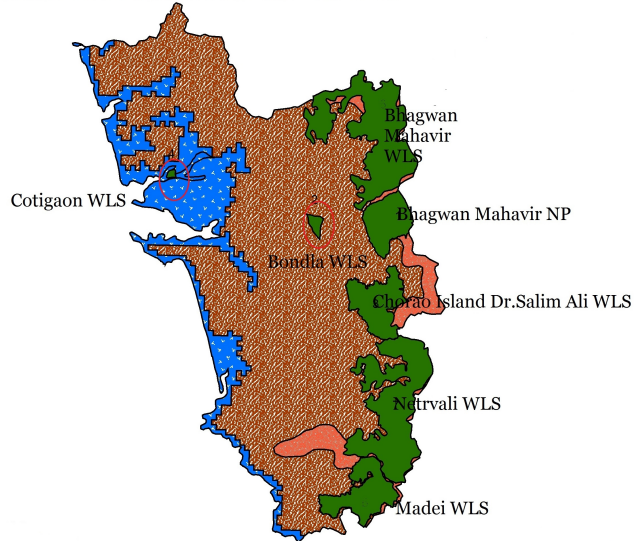 Bhagwan
Mahavir
WLS
Cotigaon WLS
Bhagwan Mahavir NP
2
Bondla WLS
Chorao Island Dr.Salim Ali WLS
Netrvali WLS
Madei WLS